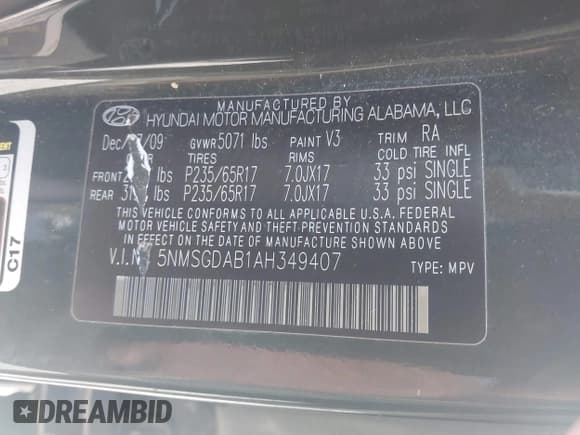 MANUFACTURED BY
HYUNDAI MOTOR MANUFACTURING ALABAMA, LLC
GVWR 5071 lbs PAINT V3 TRIM RA
TIRES RIMS COLD TIRE INFL
FRONT lbs P235/65R17 7.0JX17 33 psi SINGLE
REAR lbs P235/65R17 7.0JX17 33 psi SINGLE
THIS VEHICLE CONFORMS TO ALL APPLICABLE U.S.A. FEDERAL
MOTOR VEHICLE SAFETY AND THEFT PREVENTION STANDARDS
IN EFFECT ON THE DATE OF MANUFACTURE SHOWN ABOVE.
5NMSGDAB1AH349407 TYPE: MPV
C17
DREAMBID